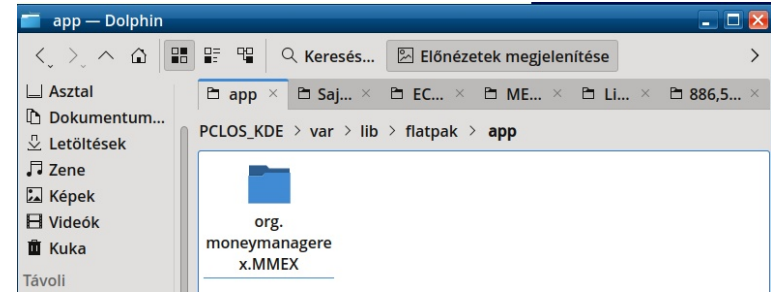 app — Dolphin
Keresés... Előnézetek megjelenítése
Asztal
Dokumentum...
Letöltések
Zene
Képek
Videók
Kuka
Távoli
app Saj... EC... ME... Li... 886,5...
PCLOS_KDE > var > lib > flatpak > app
org.
moneymanagere
x.MMEX